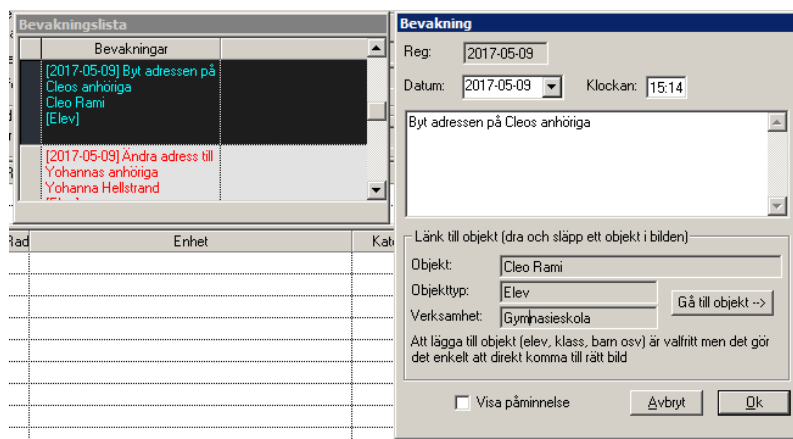 Bevakningslista
Bevakningar
[2017-05-09] Byt adressen på
Cleos anhöriga
Cleo Rami
[Elev]
[2017-05-09] Ändra adress till
Yohannas anhöriga
Yohanna Hellstrand
Rad
Enhet
Kate
Bevakning
Reg:
2017-05-09
Datum:
2017-05-09
Klockan:
15:14
Byt adressen på Cleos anhöriga
Länk till objekt (dra och släpp ett objekt i bilden)
Objekt:
Cleo Rami
Objekttyp:
Elev
Verksamhet:
Gymnasieskola
Gå till objekt -->
Att lägga till objekt (elev, klass, barn osv) är valfritt men det gör
det enkelt att direkt komma till rätt bild
Visa påminnelse
Avbryt
Ok